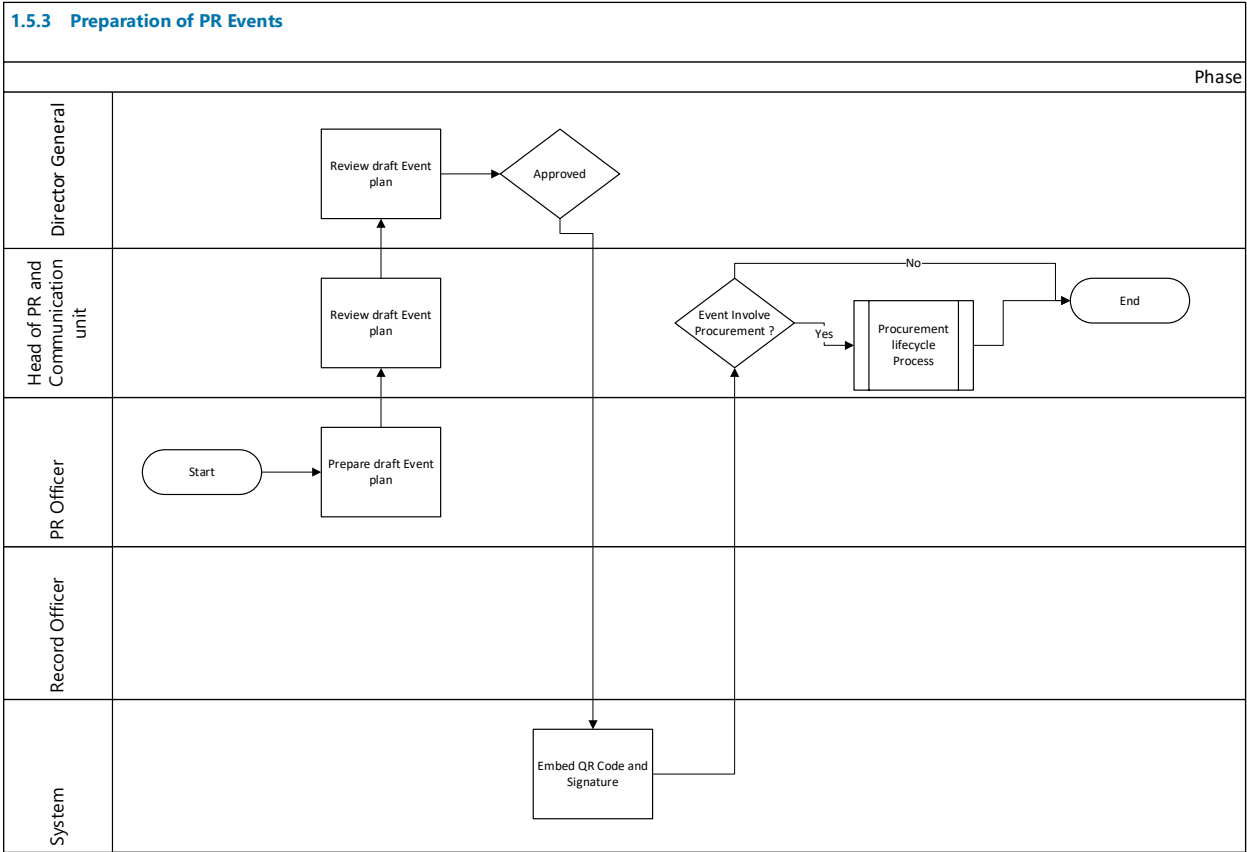 1.5.3 Preparation of PR Events
Phase
Director General
Review draft Event
plan
Approved
Head of PR and
Communication
unit
Review draft Event
plan
Event Involve
Procurement ?
No
Yes
Procurement
lifecycle
Process
End
PR Officer
Start
Prepare draft Event
plan
Record Officer
System
Embed QR Code and
Signature